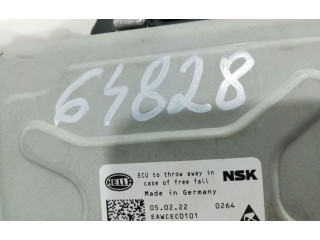 64828
HELLA
ECU to throw away in
case of free fall
NSK
Made in Germany
05.02.22 0264
EAWCEC0101